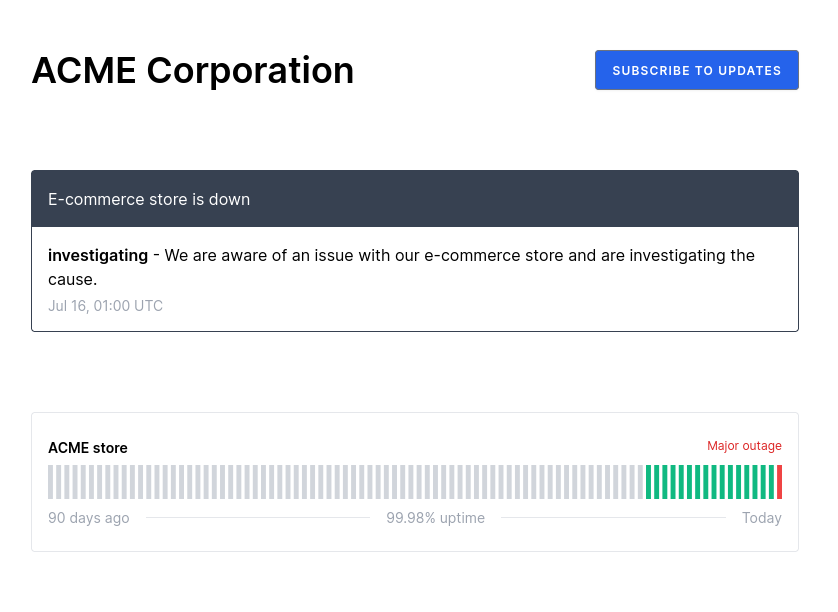 ACME Corporation
SUBSCRIBE TO UPDATES
E-commerce store is down
investigating - We are aware of an issue with our e-commerce store and are investigating the
cause.
Jul 16, 01:00 UTC
ACME store
Major outage
90 days ago
99.98% uptime
Today